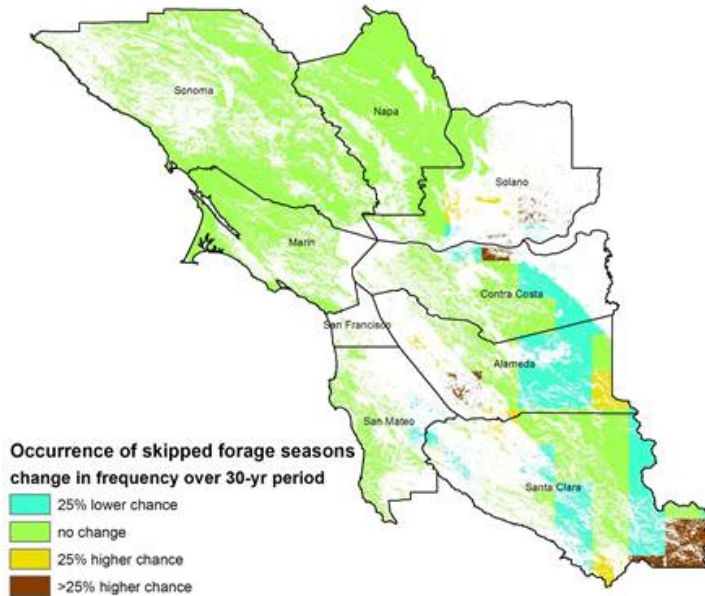 Sonoma
Napa
Solano
Marin
Contra Costa
San Francisco
Alameda
San Mateo
Santa Clara
Occurrence of skipped forage seasons
change in frequency over 30-yr period
25% lower chance
no change
25% higher chance
>25% higher chance